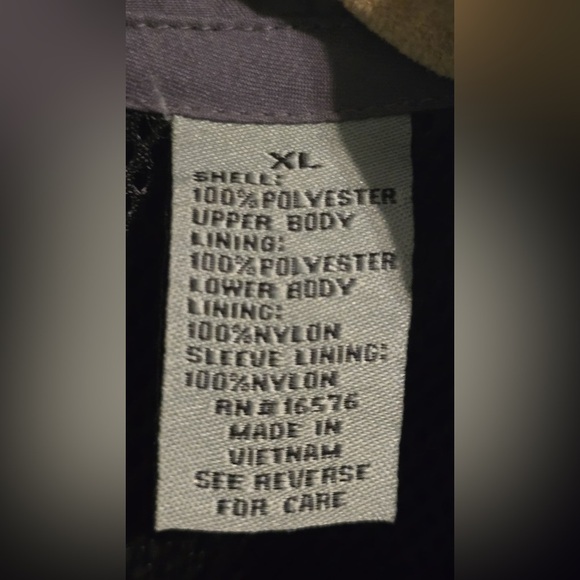 XL
SHELL:
100%POLYESTER
UPPER BODY
LINING:
100%POLYESTER
LOWER BODY
LINING:
100%NYLON
SLEEVE LINING:
100%NYLON
RN#16576
MADE IN
VIETNAM
SEE REVERSE
FOR CARE